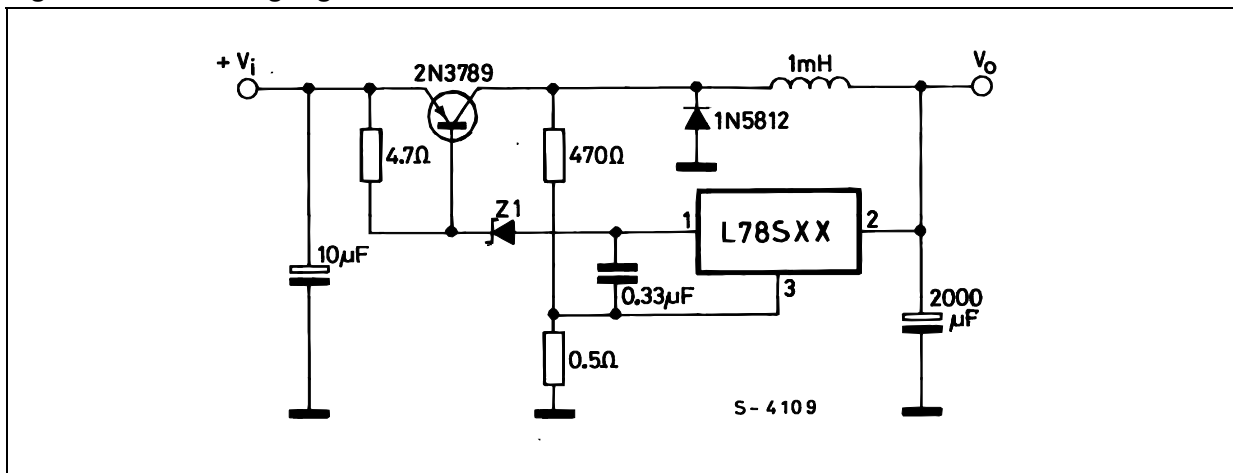 + Vi
2N3789
1mH
Vo
1N5812
4.7Ω
470Ω
Z1
1
L78SXX
2
10µF
0.33µF
3
2000
µF
0.5Ω
S-4109